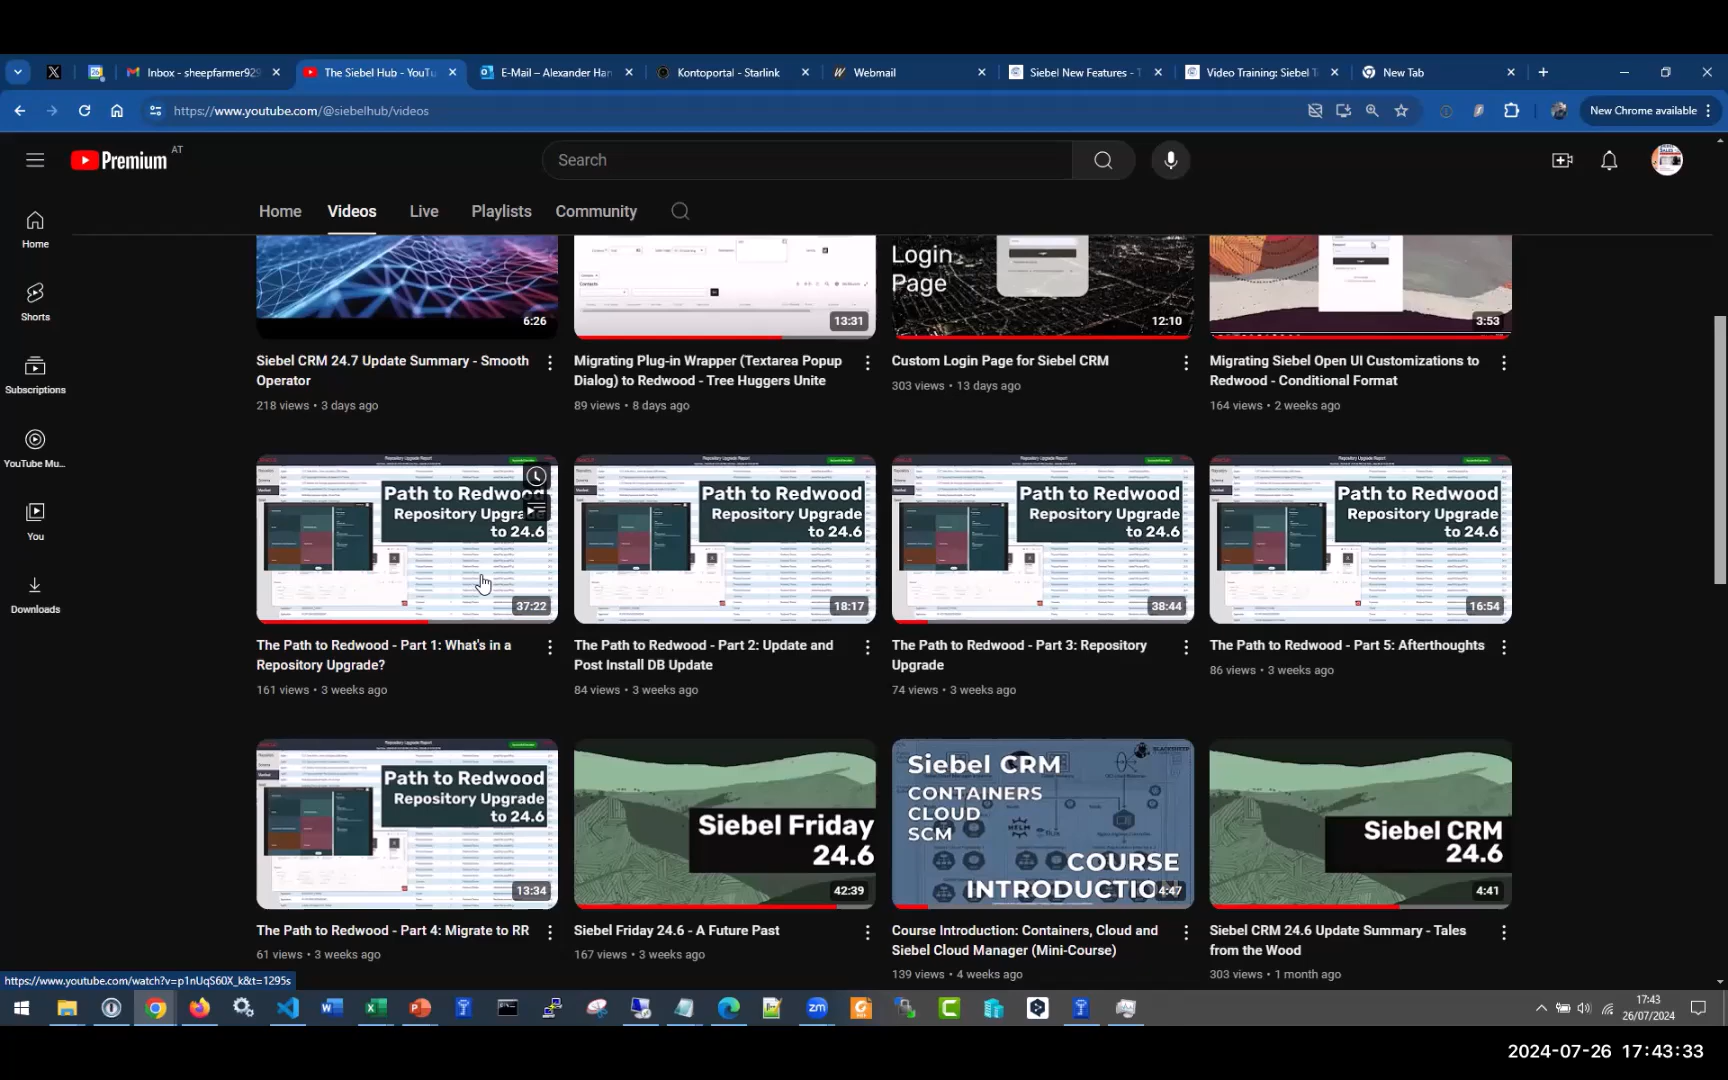 Inbox - sheepfarmer929
The Siebel Hub - YouTu
E-Mail – Alexander Han
Kontoportal - Starlink
Webmail
Siebel New Features - T
Video Training: Siebel T
New Tab
https://www.youtube.com/@siebelhub/videos
New Chrome available
Premium
AT
Search
Home
Videos
Live
Playlists
Community
Home
Shorts
Subscriptions
YouTube Mu...
You
Downloads
Login
Page
6:26
13:31
12:10
3:53
Siebel CRM 24.7 Update Summary - Smooth
Operator
218 views • 3 days ago
Migrating Plug-in Wrapper (Textarea Popup
Dialog) to Redwood - Tree Huggers Unite
89 views • 8 days ago
Custom Login Page for Siebel CRM
303 views • 13 days ago
Migrating Siebel Open UI Customizations to
Redwood - Conditional Format
164 views • 2 weeks ago
Path to Redwood
Repository Upgrade
to 24.6
37:22
Path to Redwood
Repository Upgrade
to 24.6
18:17
Path to Redwood
Repository Upgrade
to 24.6
38:44
Path to Redwood
Repository Upgrade
to 24.6
16:54
The Path to Redwood - Part 1: What's in a
Repository Upgrade?
161 views • 3 weeks ago
The Path to Redwood - Part 2: Update and
Post Install DB Update
84 views • 3 weeks ago
The Path to Redwood - Part 3: Repository
Upgrade
74 views • 3 weeks ago
The Path to Redwood - Part 5: Afterthoughts
86 views • 3 weeks ago
Path to Redwood
Repository Upgrade
to 24.6
13:34
Siebel Friday
24.6
42:39
Siebel CRM
CONTAINERS
CLOUD
SCM
HELM
COURSE
INTRODUCTIO
4:47
Siebel CRM
24.6
4:41
The Path to Redwood - Part 4: Migrate to RR
61 views • 3 weeks ago
Siebel Friday 24.6 - A Future Past
167 views • 3 weeks ago
Course Introduction: Containers, Cloud and
Siebel Cloud Manager (Mini-Course)
139 views • 4 weeks ago
Siebel CRM 24.6 Update Summary - Tales
from the Wood
303 views • 1 month ago
https://www.youtube.com/watch?v=p1nUqS60X_k&t=1295s
17:43
26/07/2024
2024-07-26 17:43:33